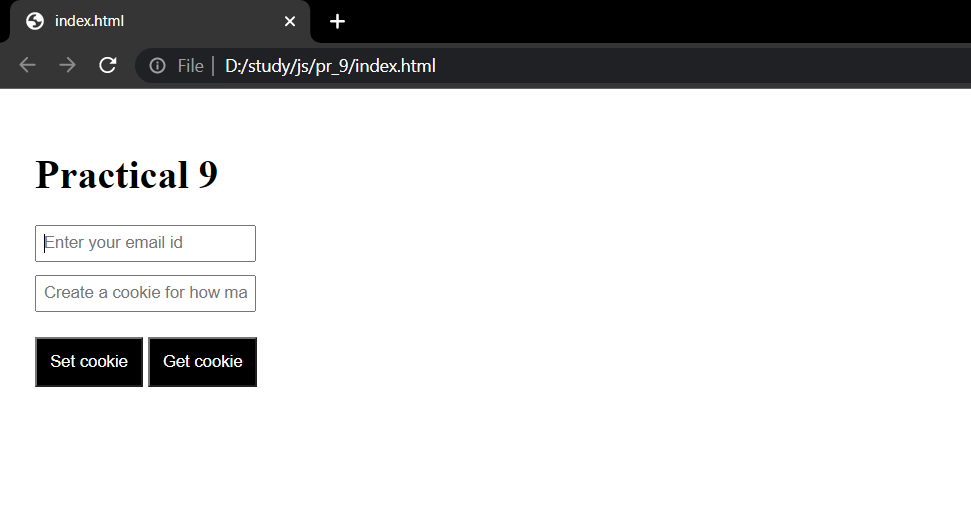 index.html
File | D:/study/js/pr_9/index.html
Practical 9
Enter your email id
Create a cookie for how ma
Set cookie Get cookie